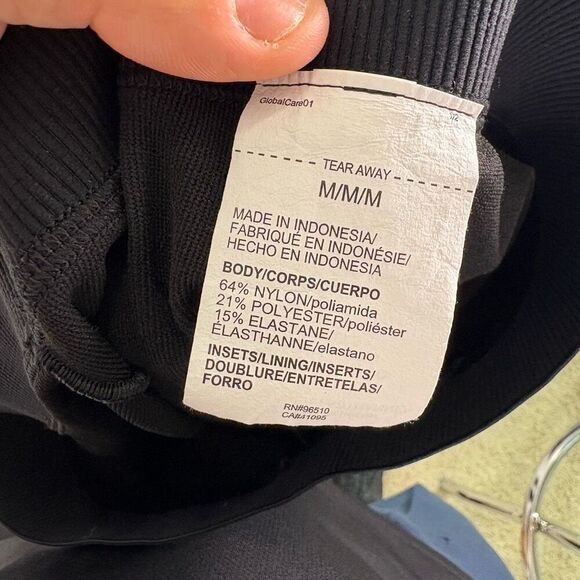 GlobalCare01
TEAR AWAY
M/M/M
MADE IN INDONESIA/
FABRIQUÉ EN INDONÉSIE/
HECHO EN INDONESIA
BODY/CORPS/CUERPO
64% NYLON/poliamida
21% POLYESTER/poliéster
15% ELASTANE/
ÉLASTHANNE/elastano
INSETS/LINING/INSERTS/
DOUBLURE/ENTRETELAS/
FORRO
RN#96510
CA#41095